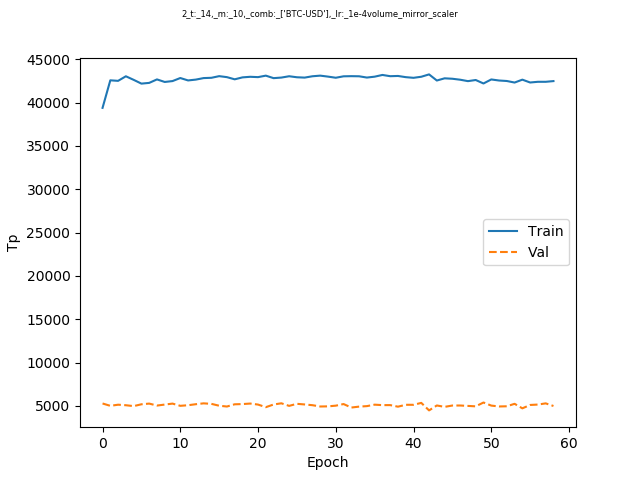 2_t:_14,_m:_10,_comb:_['BTC-USD'],_lr:_1e-4volume_mirror_scaler
45000
40000
35000
30000
25000
20000
15000
10000
5000
Tp
Train
Val
0 10 20 30 40 50 60
Epoch